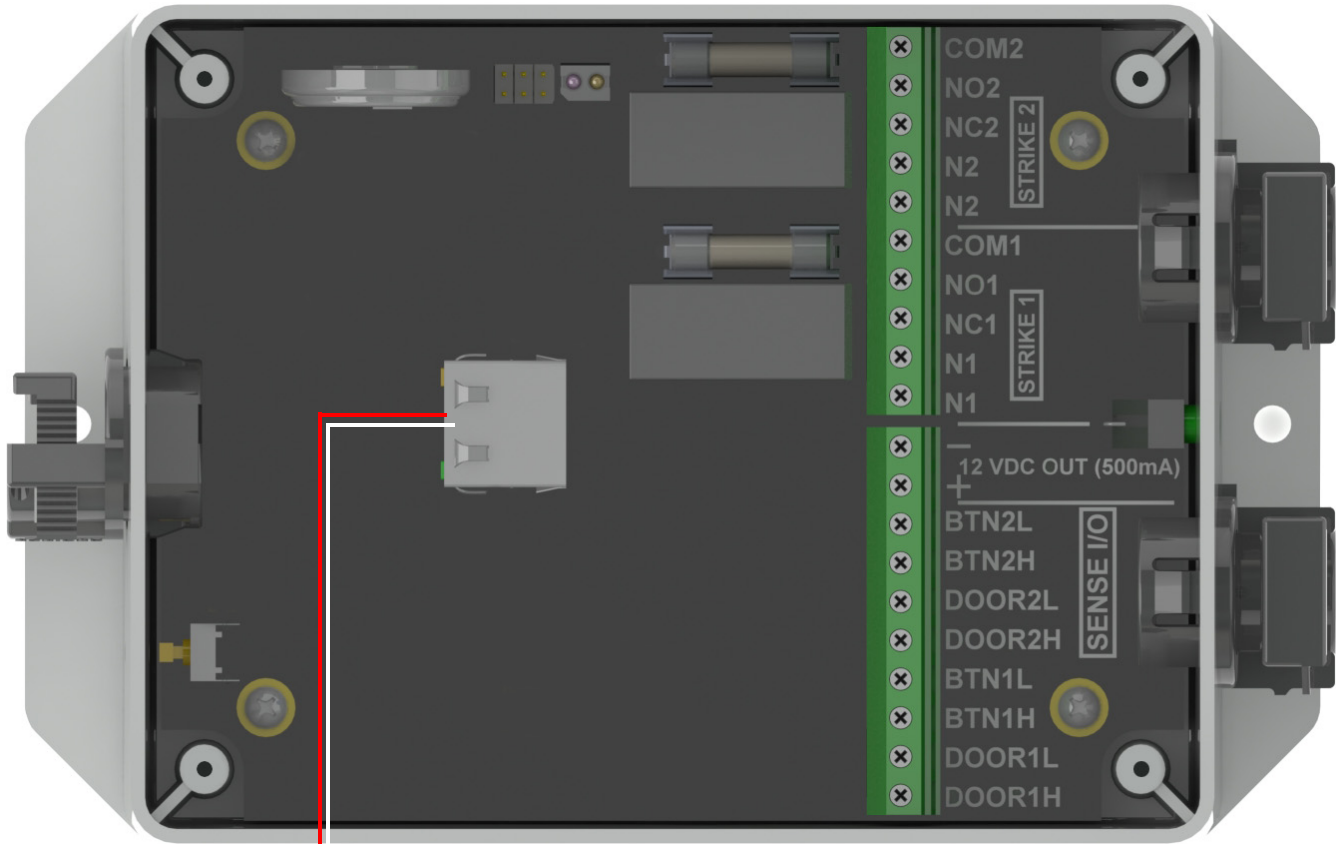 COM2
NO2
NC2
N2
N2
STRIKE 2
COM1
NO1
NC1
N1
N1
STRIKE 1
−
12 VDC OUT (500mA)
+
BTN2L
BTN2H
DOOR2L
DOOR2H
BTN1L
BTN1H
DOOR1L
DOOR1H
SENSE I/O